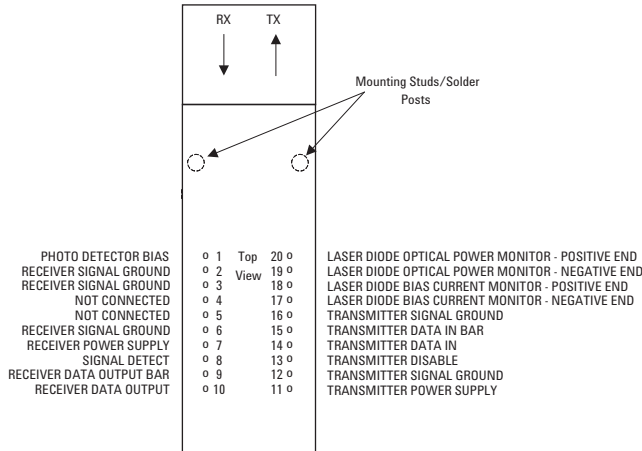 RX TX
Mounting Studs/Solder
Posts
PHOTO DETECTOR BIAS o 1 Top 20 o LASER DIODE OPTICAL POWER MONITOR - POSITIVE END
RECEIVER SIGNAL GROUND o 2 View 19 o LASER DIODE OPTICAL POWER MONITOR - NEGATIVE END
RECEIVER SIGNAL GROUND o 3 18 o LASER DIODE BIAS CURRENT MONITOR - POSITIVE END
NOT CONNECTED o 4 17 o LASER DIODE BIAS CURRENT MONITOR - NEGATIVE END
NOT CONNECTED o 5 16 o TRANSMITTER SIGNAL GROUND
RECEIVER SIGNAL GROUND o 6 15 o TRANSMITTER DATA IN BAR
RECEIVER POWER SUPPLY o 7 14 o TRANSMITTER DATA IN
SIGNAL DETECT o 8 13 o TRANSMITTER DISABLE
RECEIVER DATA OUTPUT BAR o 9 12 o TRANSMITTER SIGNAL GROUND
RECEIVER DATA OUTPUT o 10 11 o TRANSMITTER POWER SUPPLY